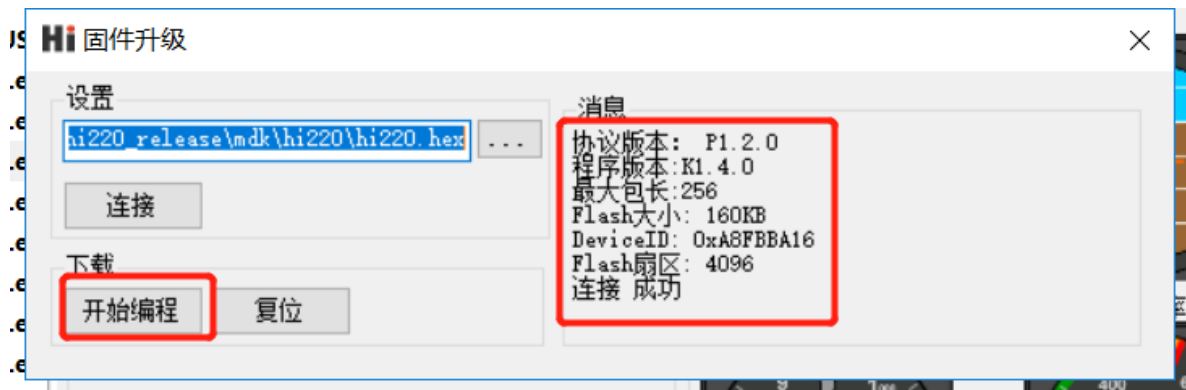 Hi 固件升级
设置
hi220_release\mdk\hi220\hi220.hex
...
连接
下载
开始编程
复位
消息
协议版本： P1.2.0
程序版本:K1.4.0
最大包长:256
Flash大小: 160KB
DeviceID: 0xA8FBBA16
Flash扇区: 4096
连接 成功
400